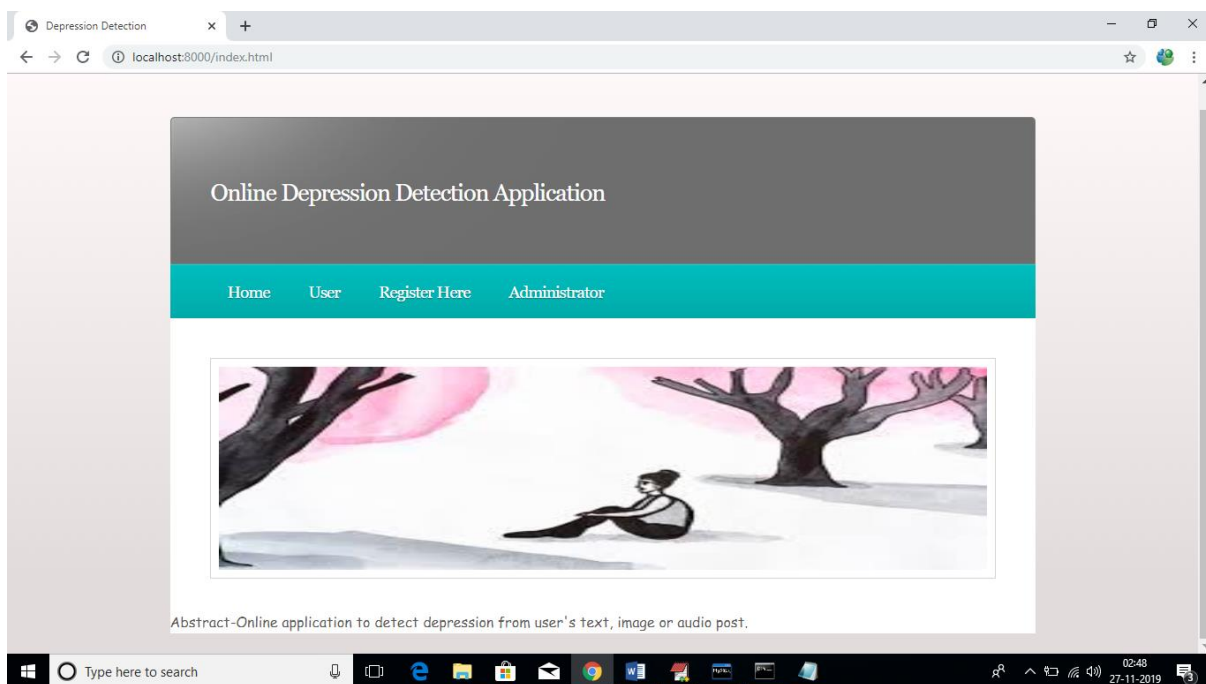 Depression Detection
localhost:8000/index.html
Online Depression Detection Application
Home User Register Here Administrator
Abstract-Online application to detect depression from user's text, image or audio post.
Type here to search
02:48
27-11-2019
3